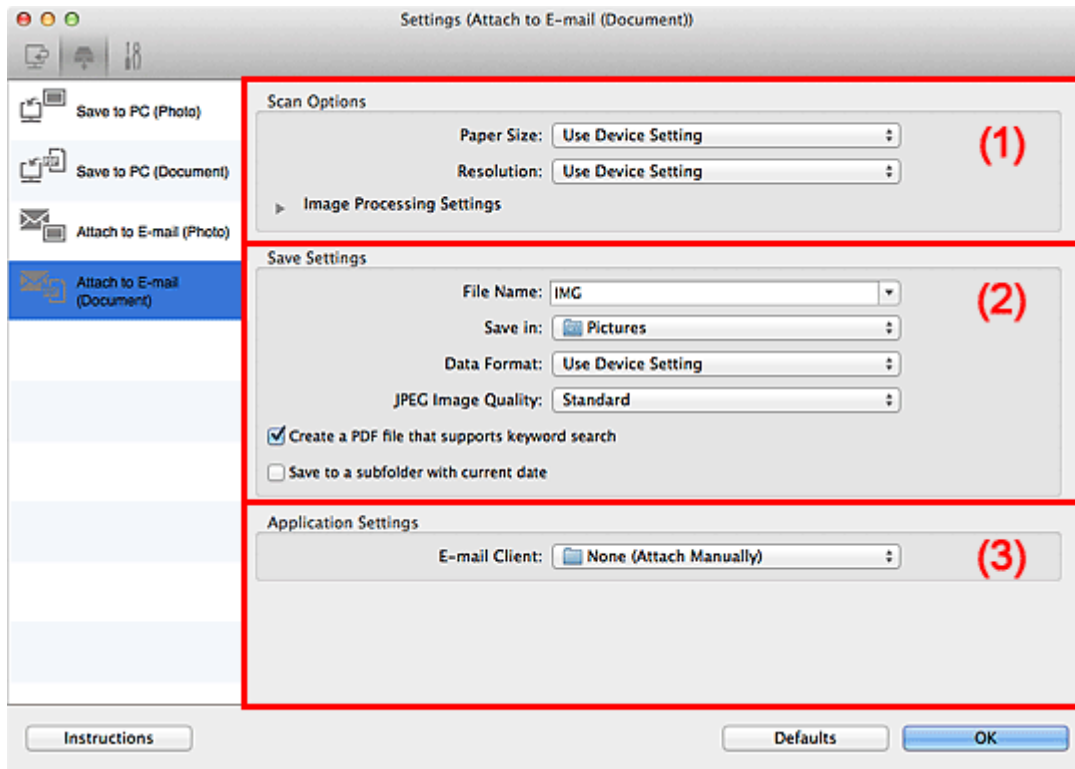 Settings (Attach to E-mail (Document))
Save to PC (Photo)
Save to PC (Document)
Attach to E-mail (Photo)
Attach to E-mail
(Document)
Scan Options
(1)
Paper Size: Use Device Setting
Resolution: Use Device Setting
Image Processing Settings
Save Settings
(2)
File Name: IMG
Save in: Pictures
Data Format: Use Device Setting
JPEG Image Quality: Standard
Create a PDF file that supports keyword search
Save to a subfolder with current date
Application Settings
(3)
E-mail Client: None (Attach Manually)
Instructions
Defaults
OK